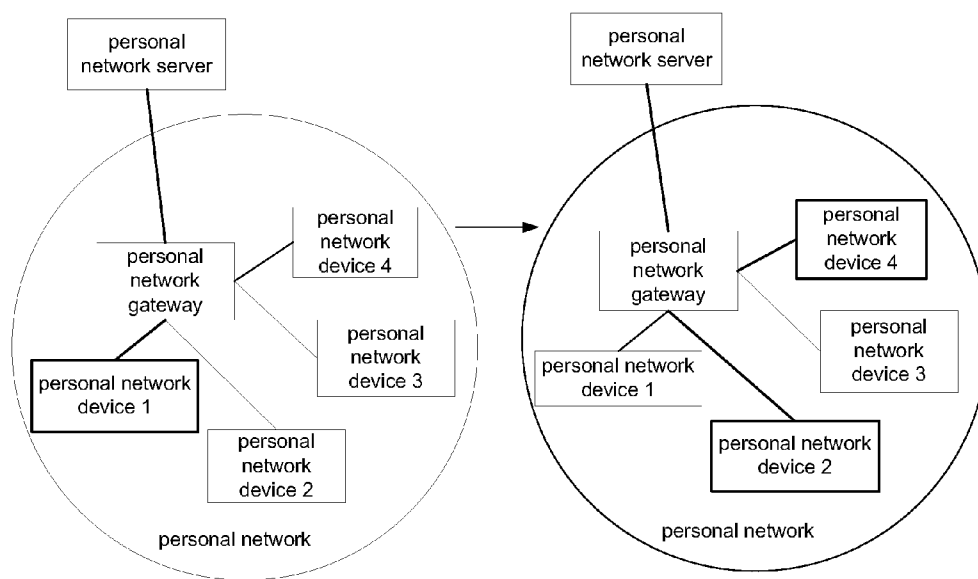 personal
network server
personal
network
gateway
personal
network
device 4
personal
network
device 3
personal network
device 1
personal
network
device 2
personal network
personal
network server
personal
network
gateway
personal
network
device 4
personal
network
device 3
personal network
device 1
personal network
device 2
personal network